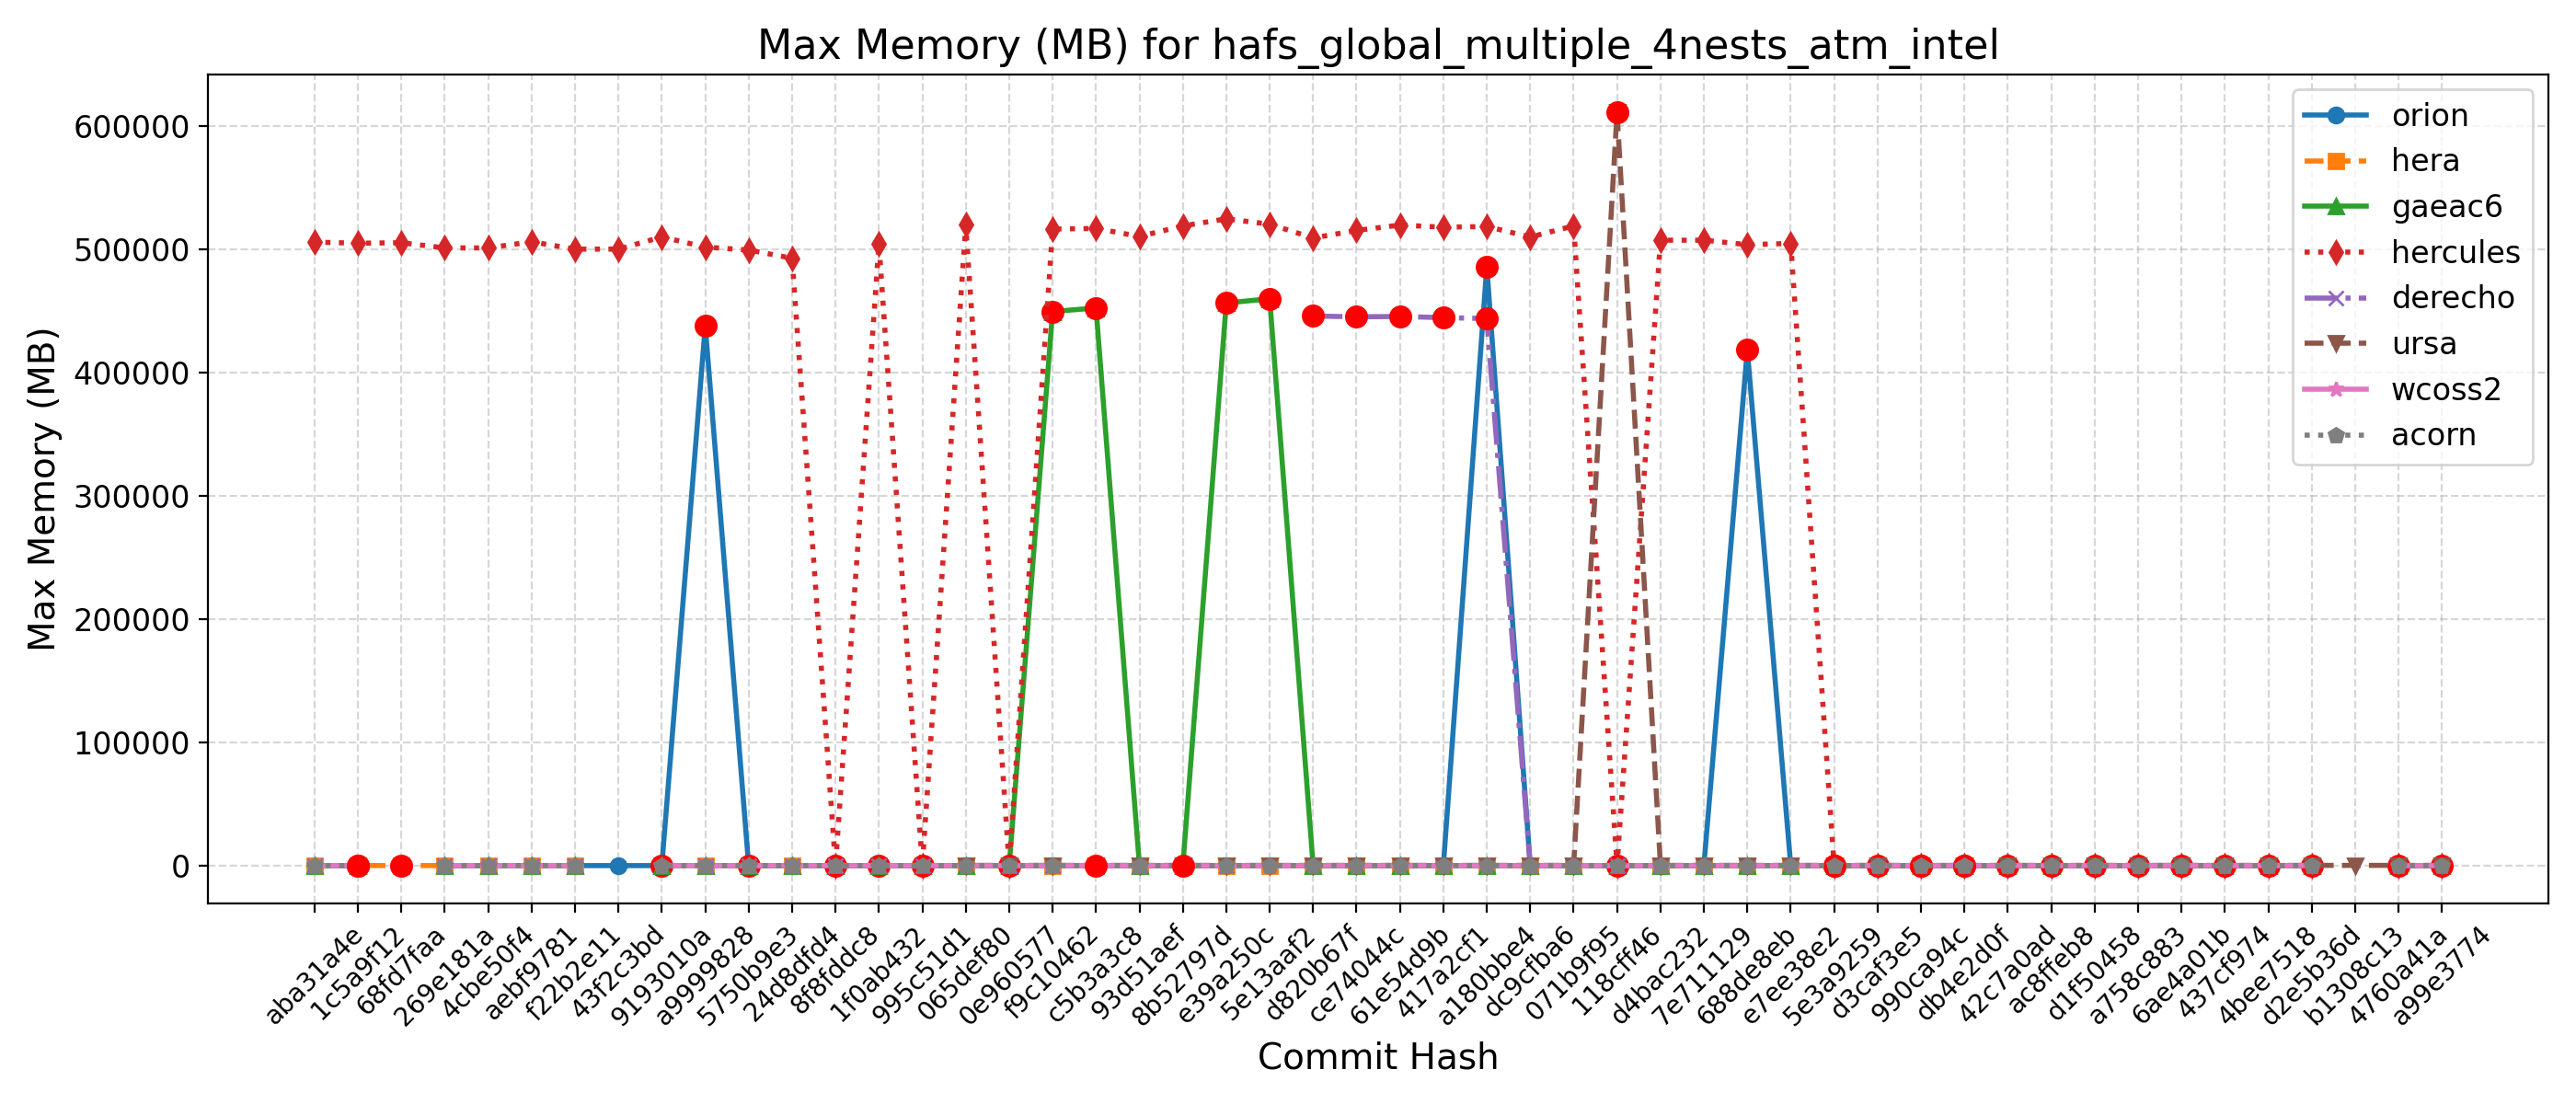 Max Memory (MB) for hafs_global_multiple_4nests_atm_intel
Max Memory (MB)
600000
500000
400000
300000
200000
100000
0
orion
hera
gaeac6
hercules
derecho
ursa
wcoss2
acorn
aba31a4e
1c5a9f12
68fd7faa
269e181a
4cbe50f4
aebf9781
f22b2e11
43f2c3bd
9193010a
a9999828
5750b9e3
24d8dfd4
8f8fddc8
1f0ab432
995c51d1
065def80
0e960577
f9c10462
c5b3a3c8
93d51aef
8b52797d
e39a250c
5e13aaf2
d820b67f
ce74044c
61e54d9b
417a2cf1
a180bbe4
dc9cfba6
071b9f95
118cff46
d4bac232
7e711129
688de8eb
e7ee38e2
5e3a9259
d3caf3e5
990ca94c
db4e2d0f
42c7a0ad
ac8ffeb8
d1f50458
a758c883
6ae4a01b
437cf974
4bee7518
d2e5b36d
b1308c13
4760a41a
a99e3774
Commit Hash